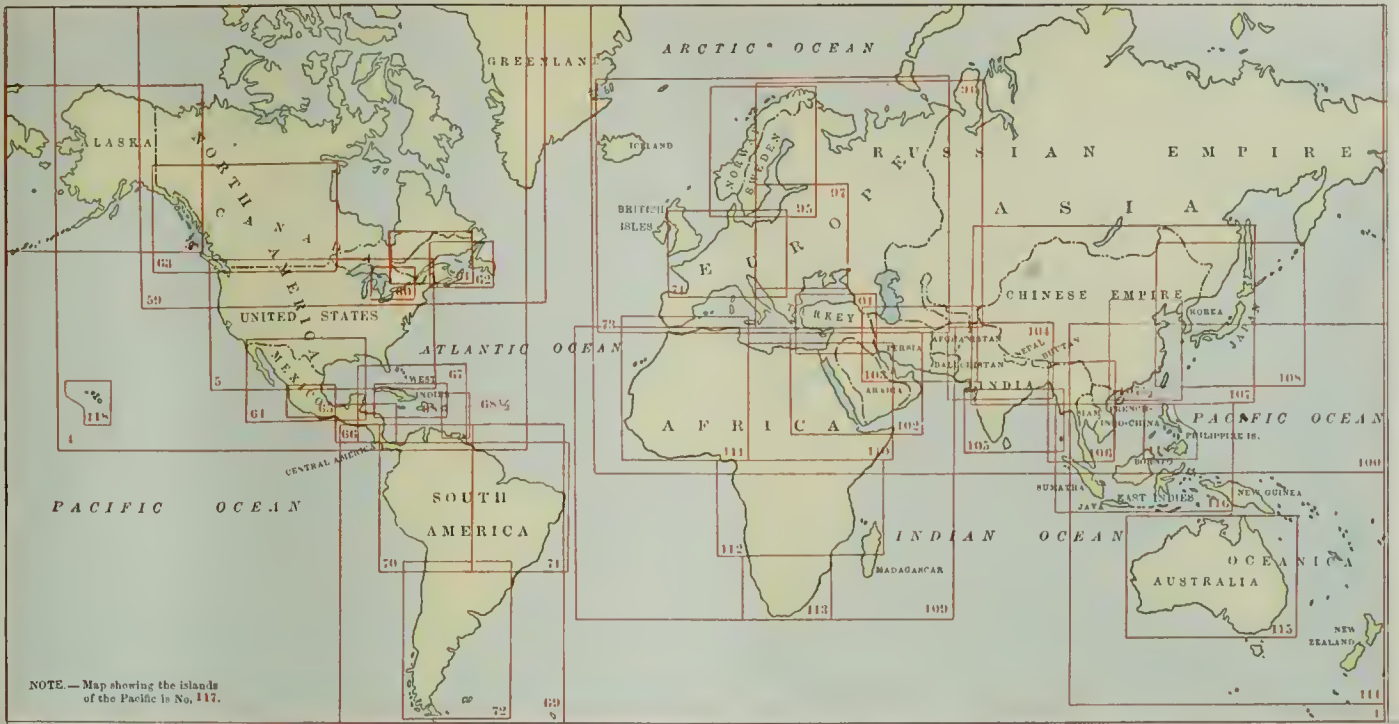 ARCTIC OCEAN
GREENLAND
96
ICELAND
ALASKA
NORTH AMERICA
CANADA
NORWAY
SWEDEN
RUSSIAN EMPIRE
97
95
EUROPE
ASIA
BRITISH
ISLES
63
59
61
62
60
74
CHINESE EMPIRE
UNITED STATES
TURKEY
KOREA
JAPAN
73
104
ATLANTIC OCEAN
PERSIA
AFGHANISTAN
NEPAL
BUTTAN
BALUCHISTAN
103
INDIA
ARABIA
108
107
MEXICO
5
67
WEST
INDIES
68½
118
4
64
65
66
CENTRAL AMERICA
AFRICA
111
110
102
105
SIAM
FRENCH-
INDO-CHINA
106
PACIFIC OCEAN
PHILIPPINE IS.
BORNEO
100
SUMATRA
JAVA
EAST INDIES
NEW GUINEA
116
PACIFIC OCEAN
SOUTH
AMERICA
INDIAN OCEAN
112
MADAGASCAR
70
71
113
109
OCEANICA
AUSTRALIA
115
NEW
ZEALAND
NOTE.—Map showing the islands
of the Pacific is No. 117.
72
69